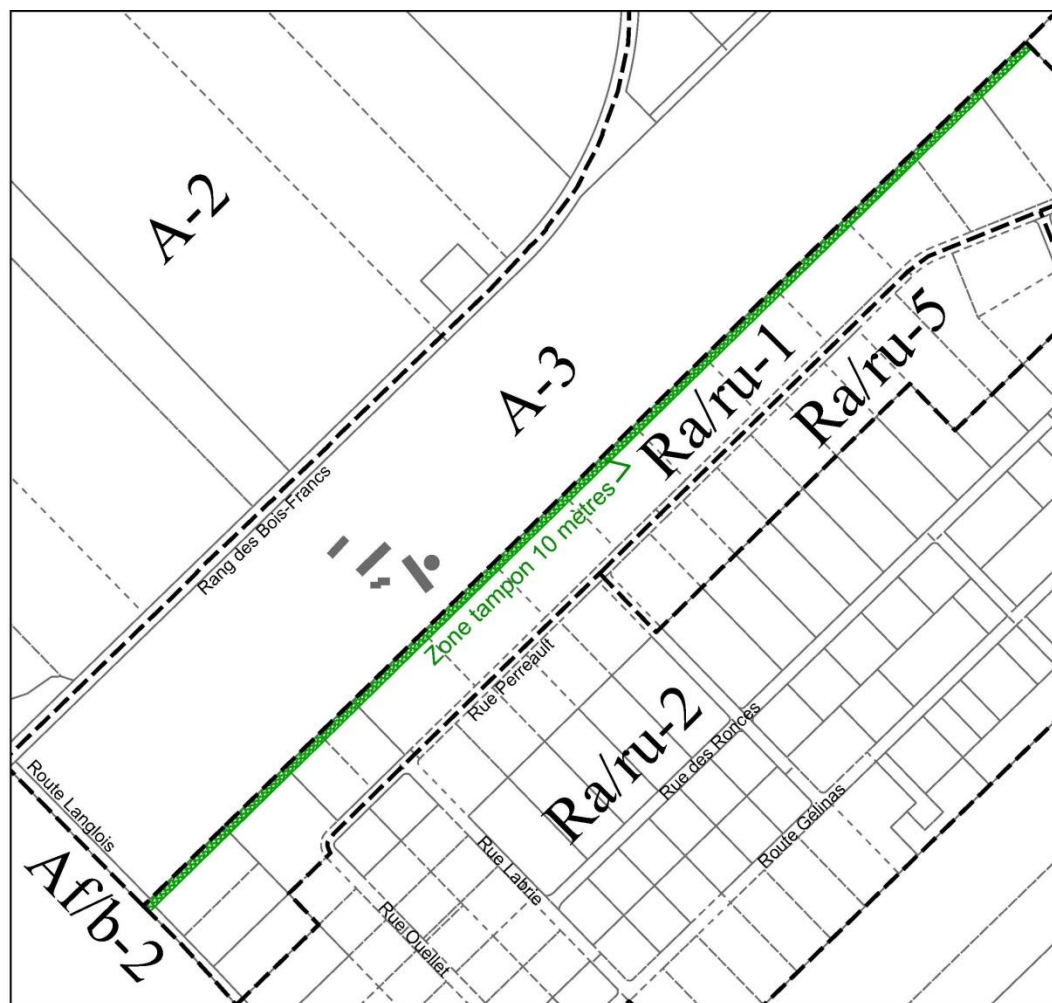 A-2
A-3
Ra/ru-1
Ra/ru-5
Rang des Bois-Francs
Zone tampon 10 mètres
Rue Perreault
Ra/ru-2
Rue des Ronces
Route Langlois
Route Gélinas
Af/b-2
Rue Labrie
Rue Ouellet